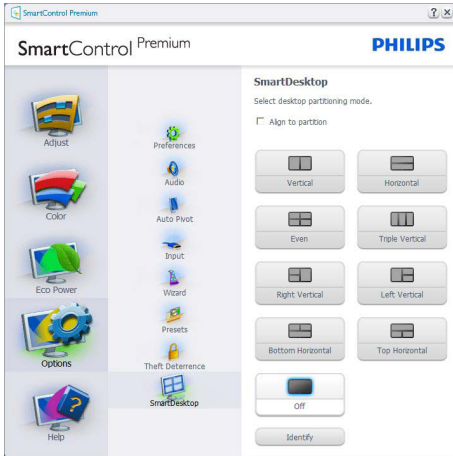 SmartControl Premium
SmartControl Premium
PHILIPS
Adjust
Color
Eco Power
Options
Help
Preferences
Audio
Auto Pivot
Input
Wizard
Presets
Theft Deterrence
SmartDesktop
SmartDesktop
Select desktop partitioning mode.
Align to partition
Vertical
Horizontal
Even
Triple Vertical
Right Vertical
Left Vertical
Bottom Horizontal
Top Horizontal
Off
Identify